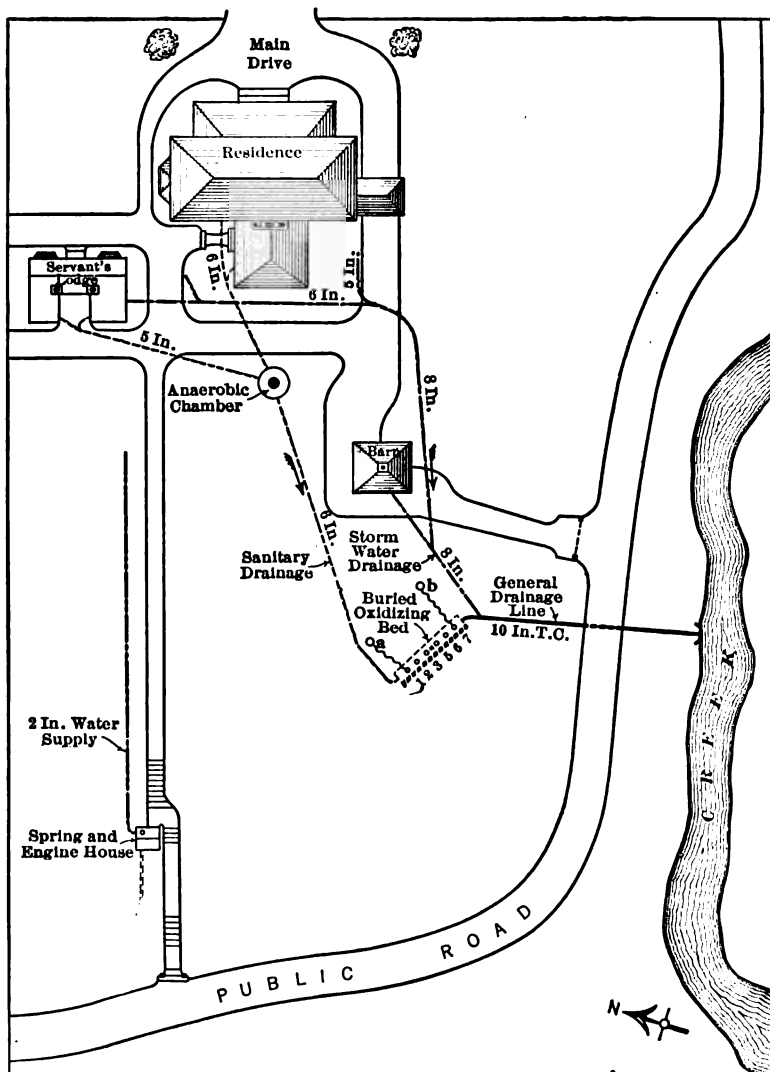 Main
Drive
Residence
Servant's
Lodge
6 In.
5 In.
6 In.
5 In.
Anaerobic
Chamber
8 In.
Barn
6 In.
Sanitary
Drainage
Storm
Water
Drainage
8 In.
b
Buried
Oxidizing
Bed
a
General
Drainage
Line
10 In.T.C.
1 2 3 5 6 7
CREEK
2 In. Water
Supply
Spring and
Engine House
PUBLIC ROAD
N